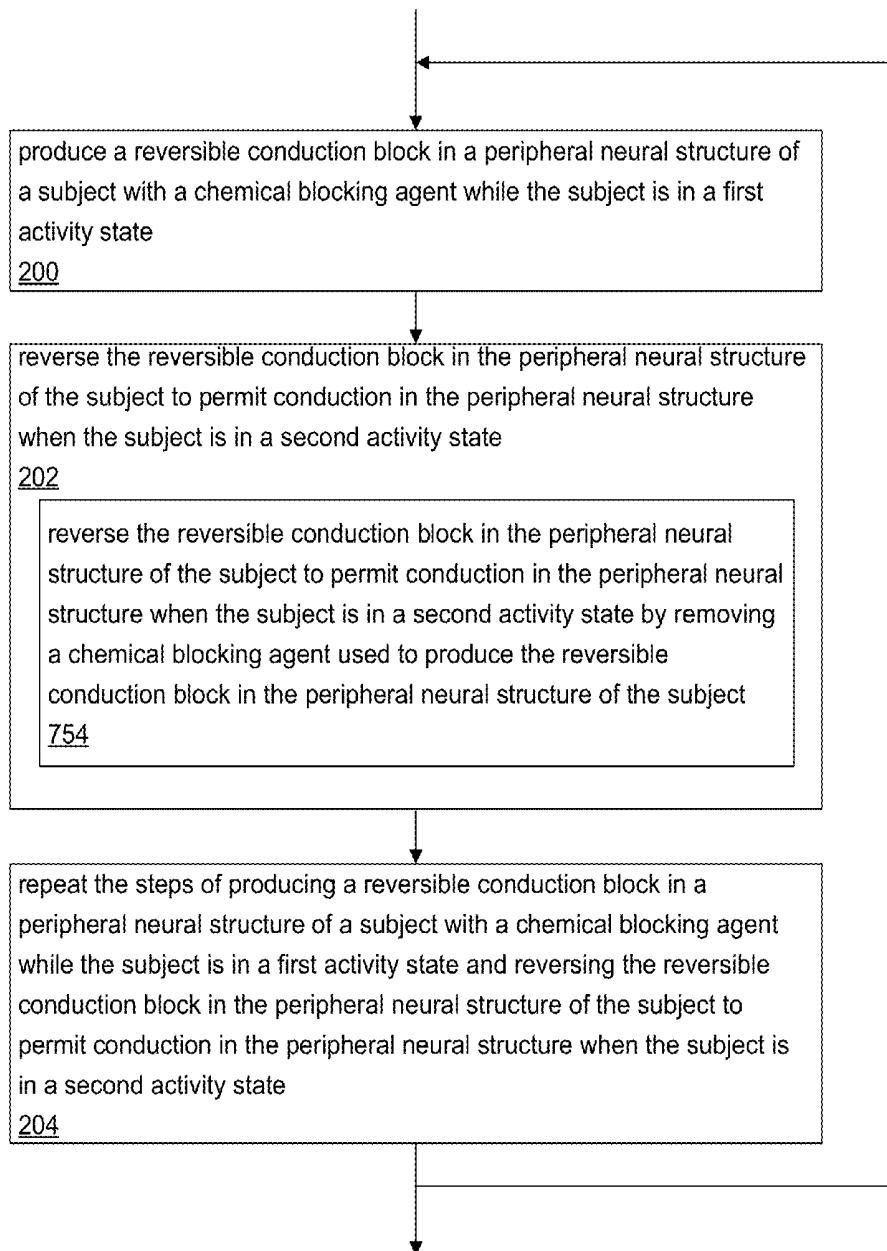 produce a reversible conduction block in a peripheral neural structure of
a subject with a chemical blocking agent while the subject is in a first
activity state
200
reverse the reversible conduction block in the peripheral neural structure
of the subject to permit conduction in the peripheral neural structure
when the subject is in a second activity state
202
reverse the reversible conduction block in the peripheral neural
structure of the subject to permit conduction in the peripheral neural
structure when the subject is in a second activity state by removing
a chemical blocking agent used to produce the reversible
conduction block in the peripheral neural structure of the subject
754
repeat the steps of producing a reversible conduction block in a
peripheral neural structure of a subject with a chemical blocking agent
while the subject is in a first activity state and reversing the reversible
conduction block in the peripheral neural structure of the subject to
permit conduction in the peripheral neural structure when the subject is
in a second activity state
204